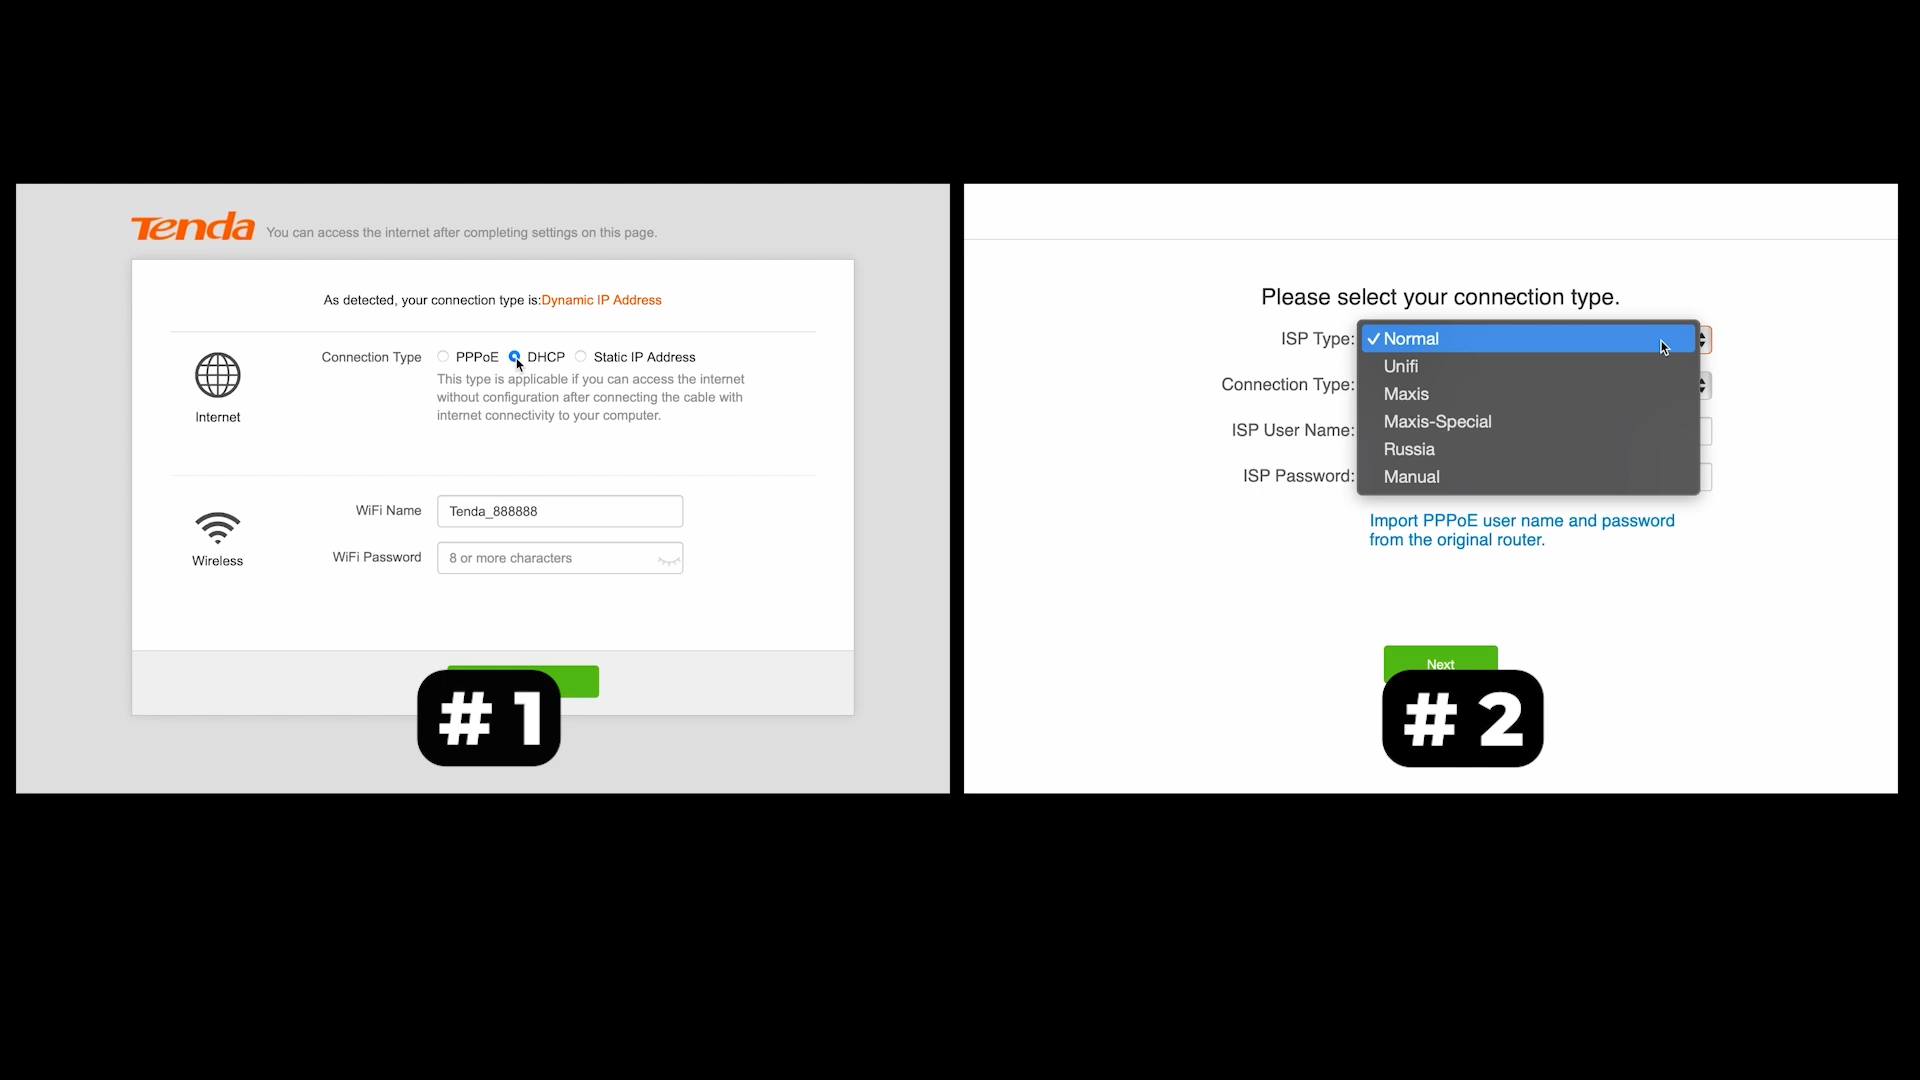 Tenda You can access the internet after completing settings on this page.
As detected, your connection type is:Dynamic IP Address
Connection Type PPPoE DHCP Static IP Address
This type is applicable if you can access the internet
without configuration after connecting the cable with
internet connectivity to your computer.
Internet
WiFi Name Tenda_888888
WiFi Password 8 or more characters
Wireless
# 1
Please select your connection type.
ISP Type: ✓ Normal
Unifi
Connection Type:
Maxis
Maxis-Special
ISP User Name:
Russia
ISP Password: Manual
Import PPPoE user name and password
from the original router.
Next
# 2